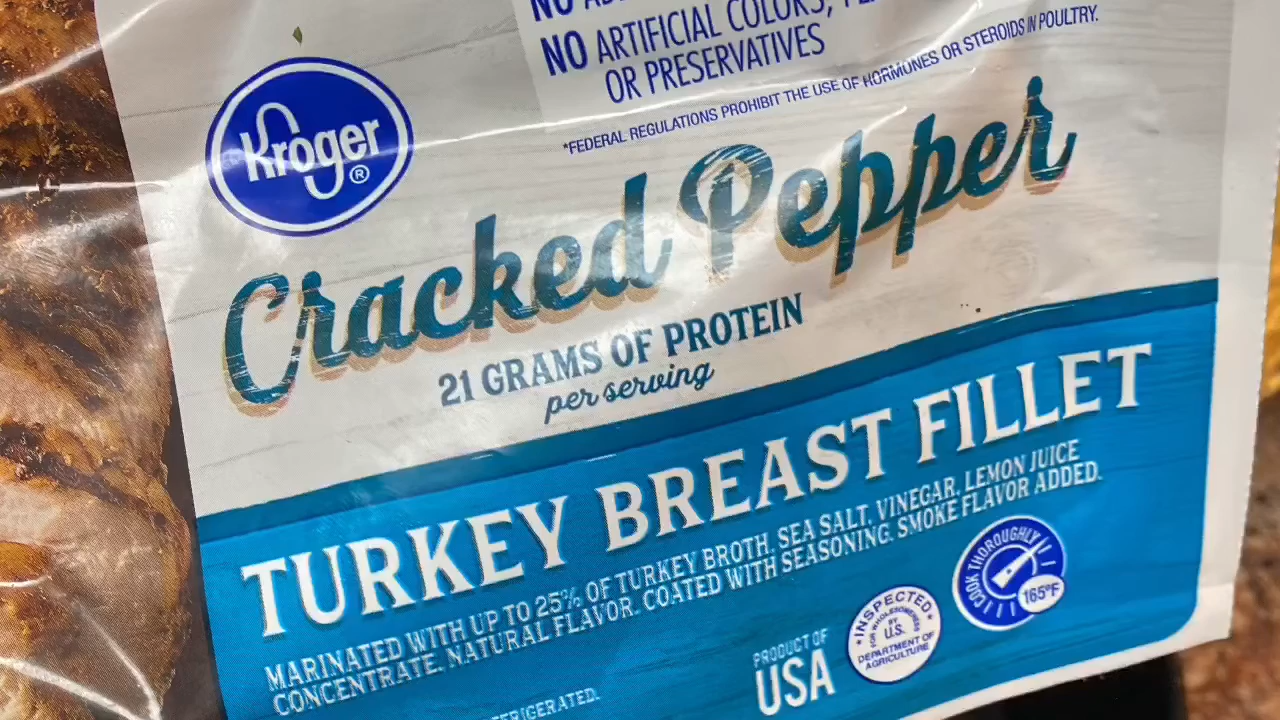 NO
NO ARTIFICIAL COLORS,
OR PRESERVATIVES
*FEDERAL REGULATIONS PROHIBIT THE USE OF HORMONES OR STEROIDS IN POULTRY.
Kroger®
Cracked Pepper
21 GRAMS OF PROTEIN
per serving
TURKEY BREAST FILLET
MARINATED WITH UP TO 25% OF TURKEY BROTH, SEA SALT, VINEGAR, LEMON JUICE
CONCENTRATE, NATURAL FLAVOR. COATED WITH SEASONING. SMOKE FLAVOR ADDED.
COOK THOROUGHLY
165°F
INSPECTED
FOR WHOLESOMENESS
BY
U.S.
DEPARTMENT OF
AGRICULTURE
PRODUCT OF
USA